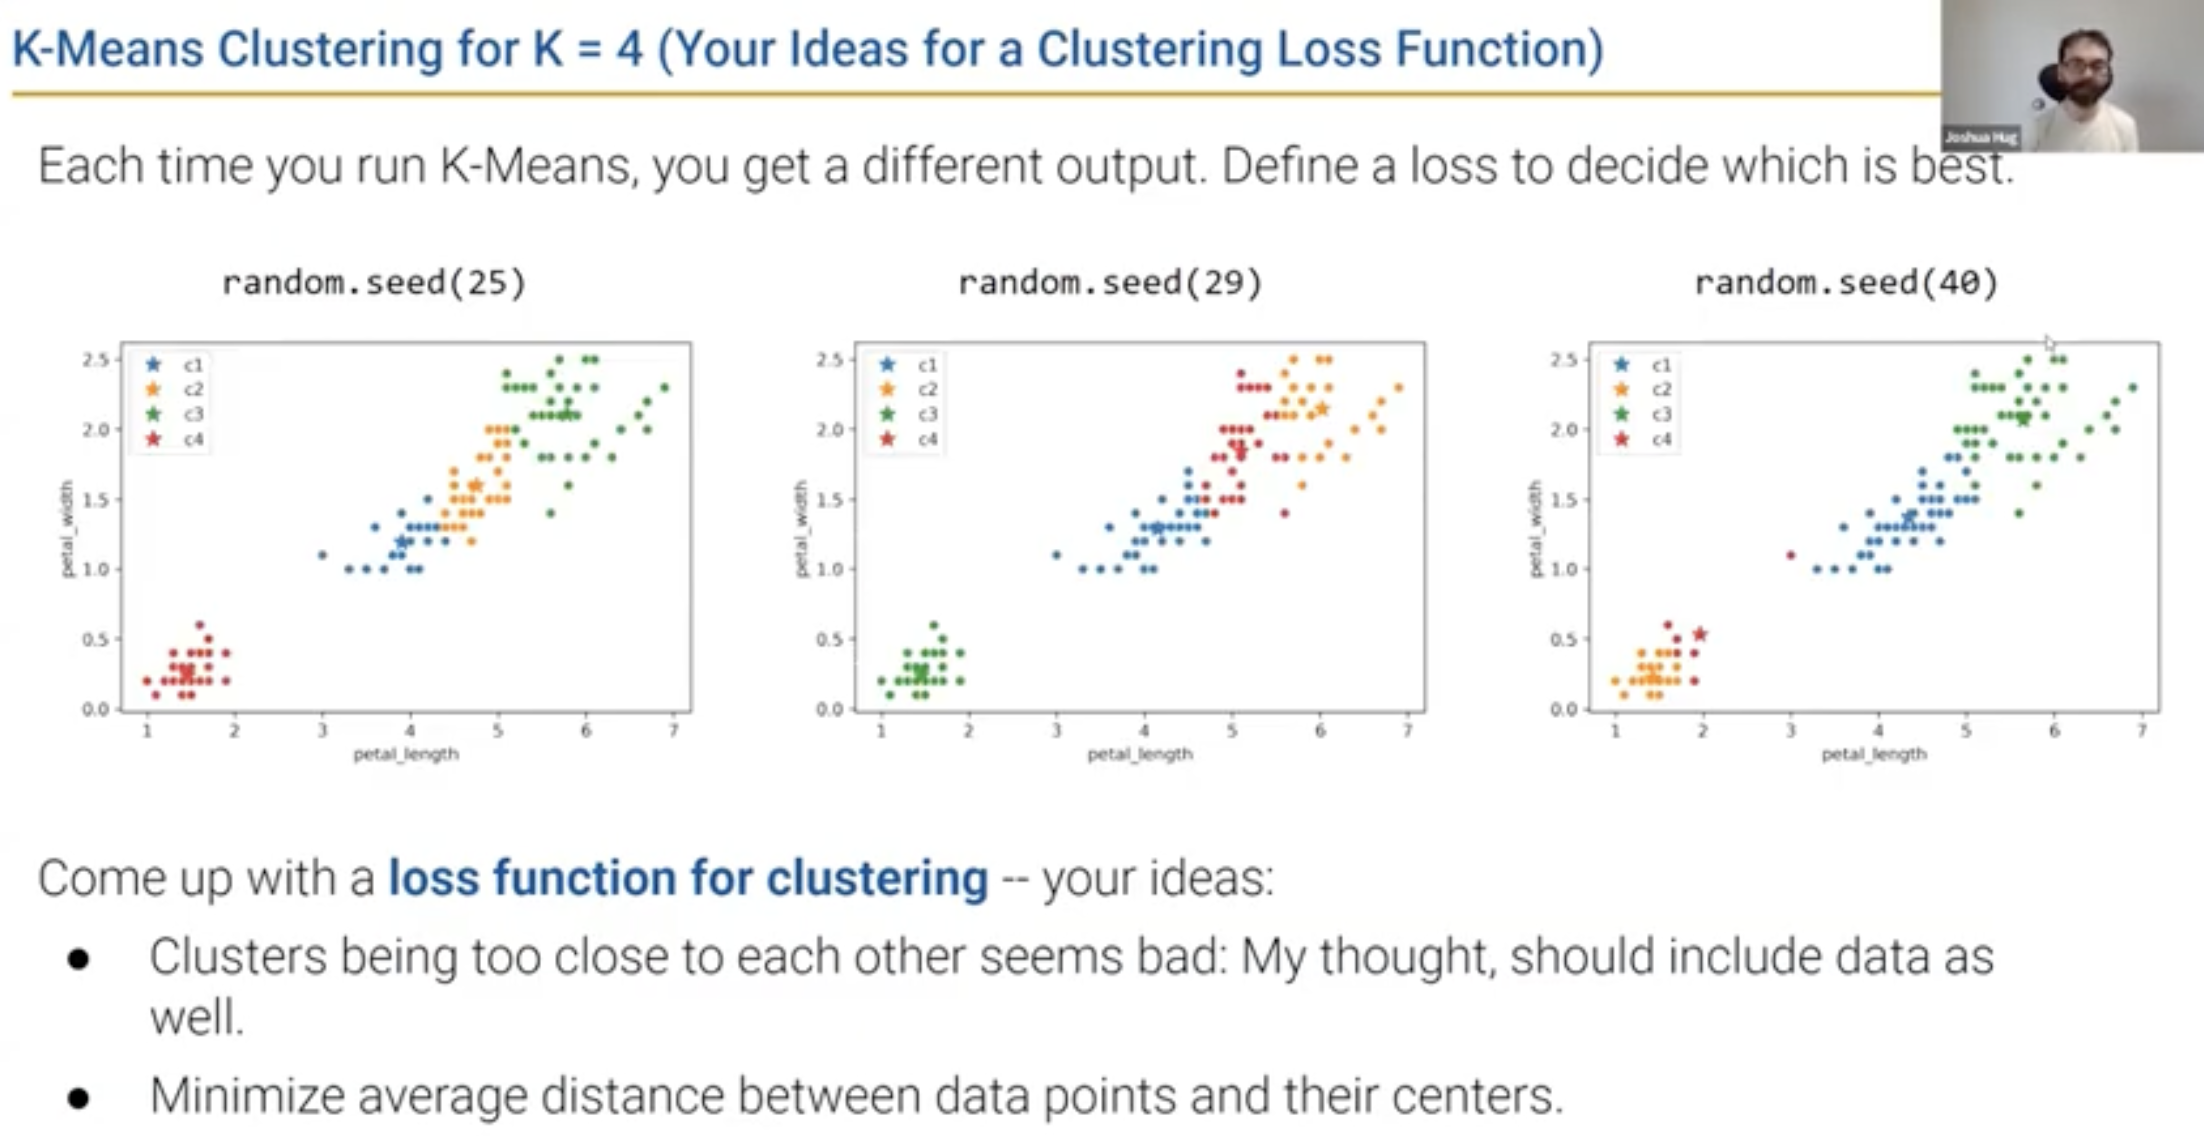 K-Means Clustering for K = 4 (Your Ideas for a Clustering Loss Function)
Joshua Hug
Each time you run K-Means, you get a different output. Define a loss to decide which is best.
random.seed(25)
2.5
2.0
1.5
1.0
0.5
0.0
petal_width
c1
c2
c3
c4
1 2 3 4 5 6 7
petal_length
random.seed(29)
2.5
2.0
1.5
1.0
0.5
0.0
petal_width
c1
c2
c3
c4
1 2 3 4 5 6 7
petal_length
random.seed(40)
2.5
2.0
1.5
1.0
0.5
0.0
petal_width
c1
c2
c3
c4
1 2 3 4 5 6 7
petal_length
Come up with a loss function for clustering -- your ideas:
● Clusters being too close to each other seems bad: My thought, should include data as
well.
● Minimize average distance between data points and their centers.